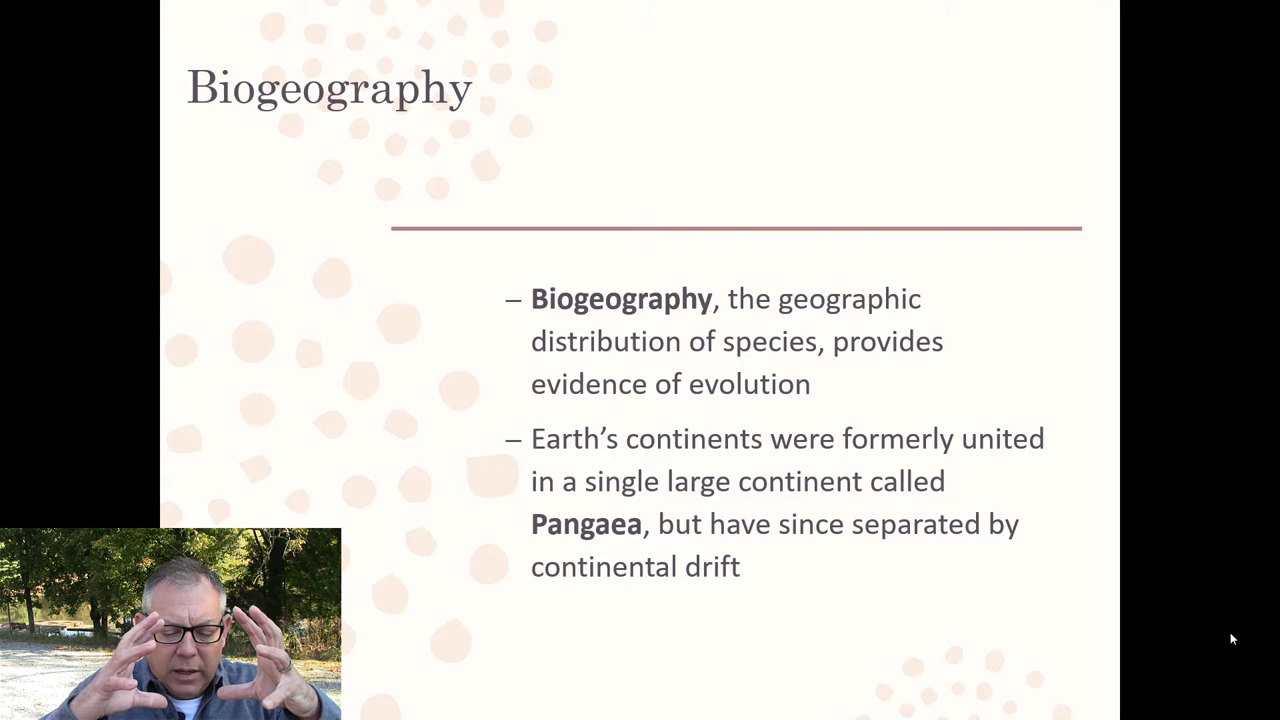 Biogeography
– Biogeography, the geographic
distribution of species, provides
evidence of evolution
– Earth’s continents were formerly united
in a single large continent called
Pangaea, but have since separated by
continental drift